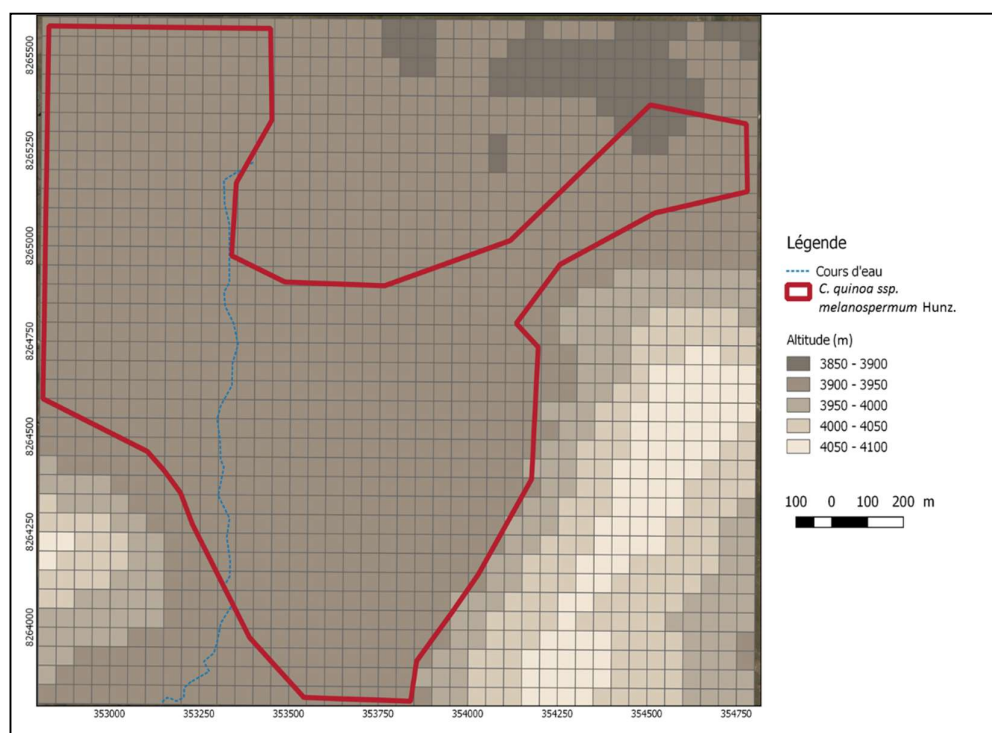 8265500
8265250
8265000
8264750
8264500
8264250
8264000
353000
353250
353500
353750
354000
354250
354500
354750
Légende
Cours d'eau
C. quinoa ssp.
melanospermum Hunz.
Altitude (m)
3850 - 3900
3900 - 3950
3950 - 4000
4000 - 4050
4050 - 4100
100 0 100 200 m